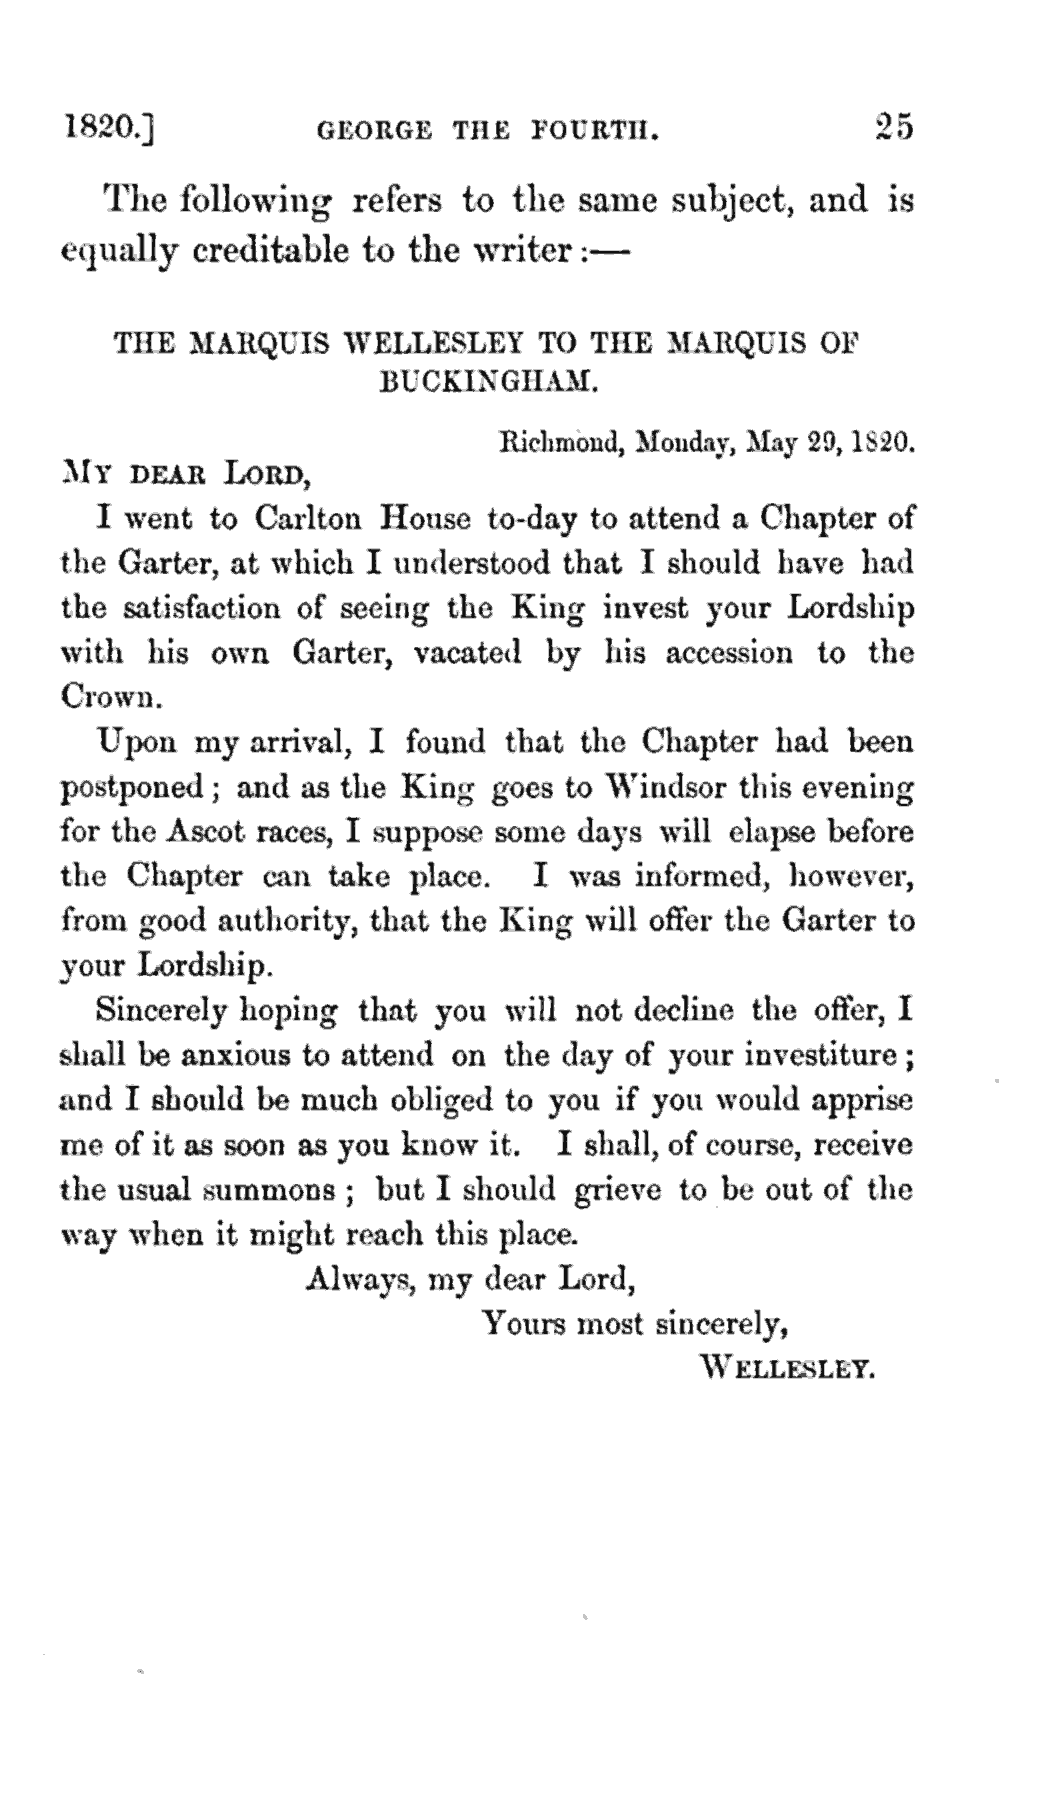 1820.] GEORGE THE FOURTH. 25
The following refers to the same subject, and is
equally creditable to the writer:—
THE MARQUIS WELLESLEY TO THE MARQUIS OF
BUCKINGHAM.
Richmond, Monday, May 29, 1820.
MY DEAR LORD,
I went to Carlton House to-day to attend a Chapter of
the Garter, at which I understood that I should have had
the satisfaction of seeing the King invest your Lordship
with his own Garter, vacated by his accession to the
Crown.
Upon my arrival, I found that the Chapter had been
postponed; and as the King goes to Windsor this evening
for the Ascot races, I suppose some days will elapse before
the Chapter can take place. I was informed, however,
from good authority, that the King will offer the Garter to
your Lordship.
Sincerely hoping that you will not decline the offer, I
shall be anxious to attend on the day of your investiture;
and I should be much obliged to you if you would apprise
me of it as soon as you know it. I shall, of course, receive
the usual summons; but I should grieve to be out of the
way when it might reach this place.
Always, my dear Lord,
Yours most sincerely,
WELLESLEY.